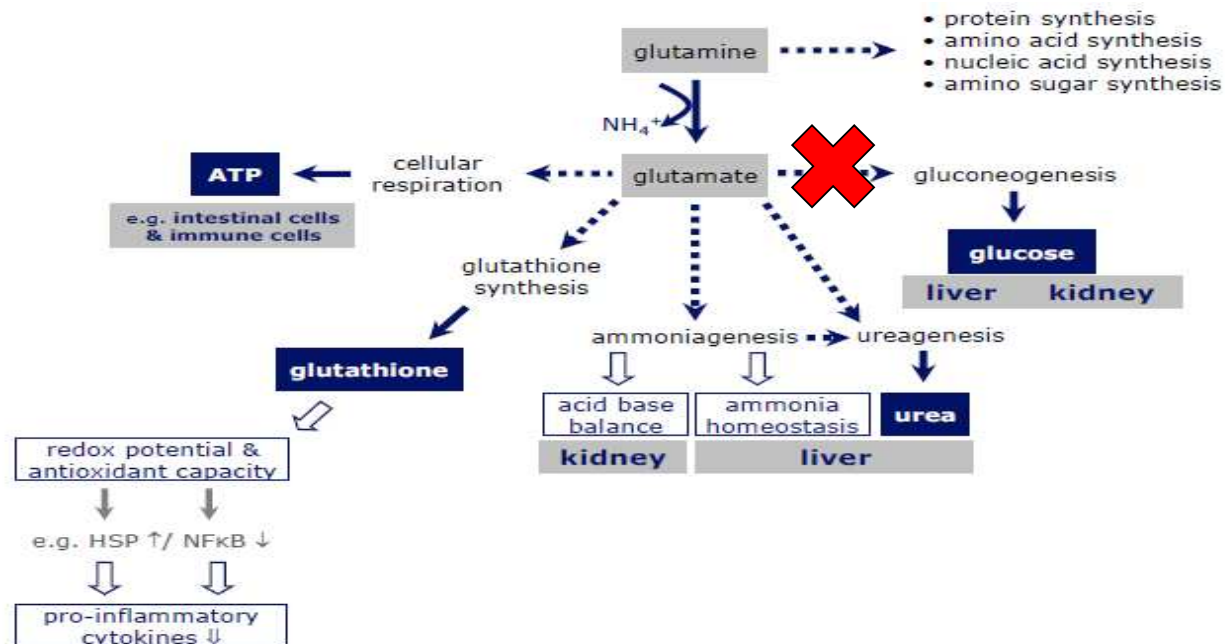 glutamine
• protein synthesis
• amino acid synthesis
• nucleic acid synthesis
• amino sugar synthesis
NH₄⁺
ATP
cellular
respiration
glutamate
gluconeogenesis
e.g. intestinal cells
& immune cells
glucose
liver kidney
glutathione
synthesis
ammoniagenesis
ureagenesis
glutathione
acid base
balance
ammonia
homeostasis
urea
kidney
liver
redox potential &
antioxidant capacity
e.g. HSP ↑/ NFκB ↓
pro-inflammatory
cytokines ⇓